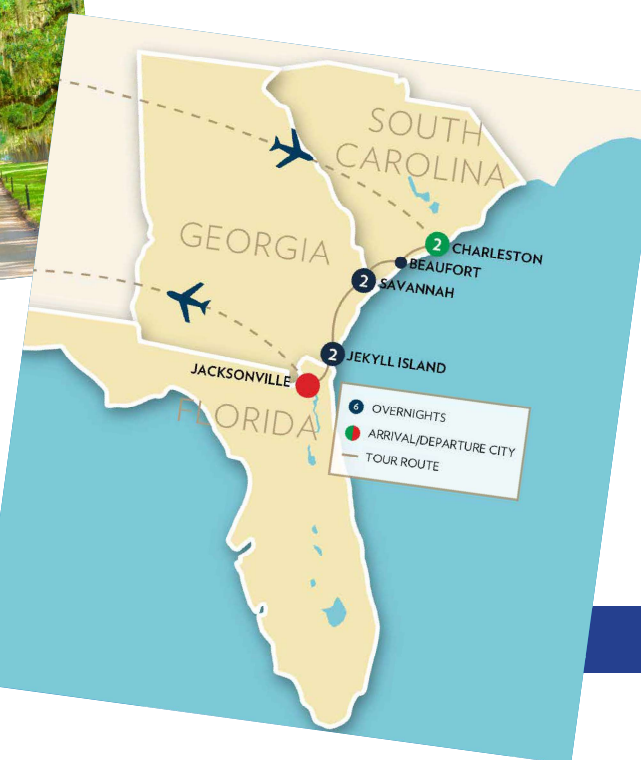 SOUTH
CAROLINA
GEORGIA
2 CHARLESTON
BEAUFORT
2 SAVANNAH
2 JEKYLL ISLAND
JACKSONVILLE
FLORIDA
6 OVERNIGHTS
ARRIVAL/DEPARTURE CITY
TOUR ROUTE